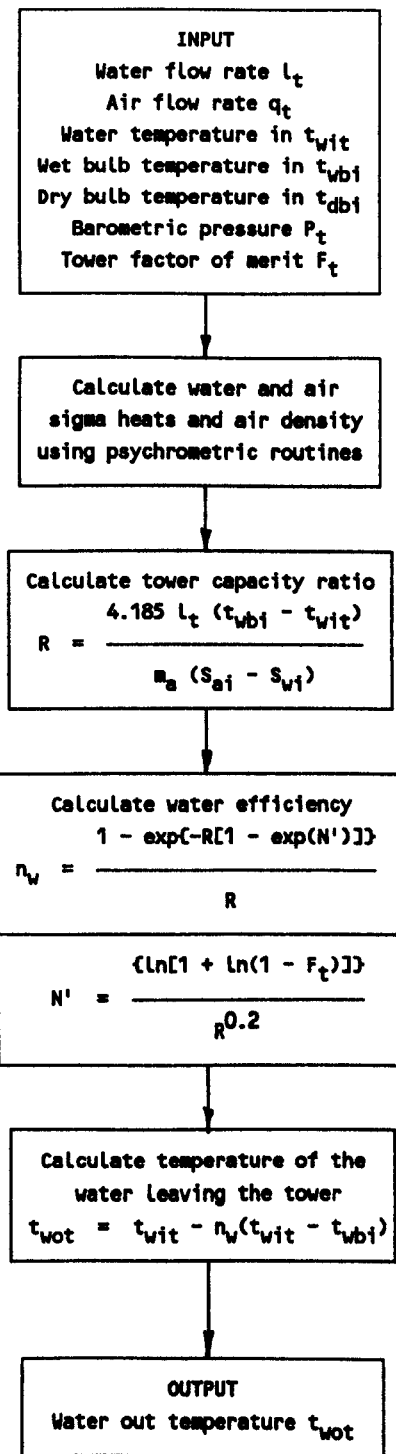 INPUT
Water flow rate l_t
Air flow rate q_t
Water temperature in t_wit
Wet bulb temperature in t_wbi
Dry bulb temperature in t_dbi
Barometric pressure P_t
Tower factor of merit F_t
Calculate water and air
sigma heats and air density
using psychrometric routines
Calculate tower capacity ratio
R = 4.185 l_t (t_wbi - t_wit) / m_a (S_ai - S_wi)
Calculate water efficiency
n_w = 1 - exp{-R[1 - exp(N')]} / R
N' = {ln[1 + ln(1 - F_t)]} / R^0.2
Calculate temperature of the
water leaving the tower
t_wot = t_wit - n_w(t_wit - t_wbi)
OUTPUT
Water out temperature t_wot